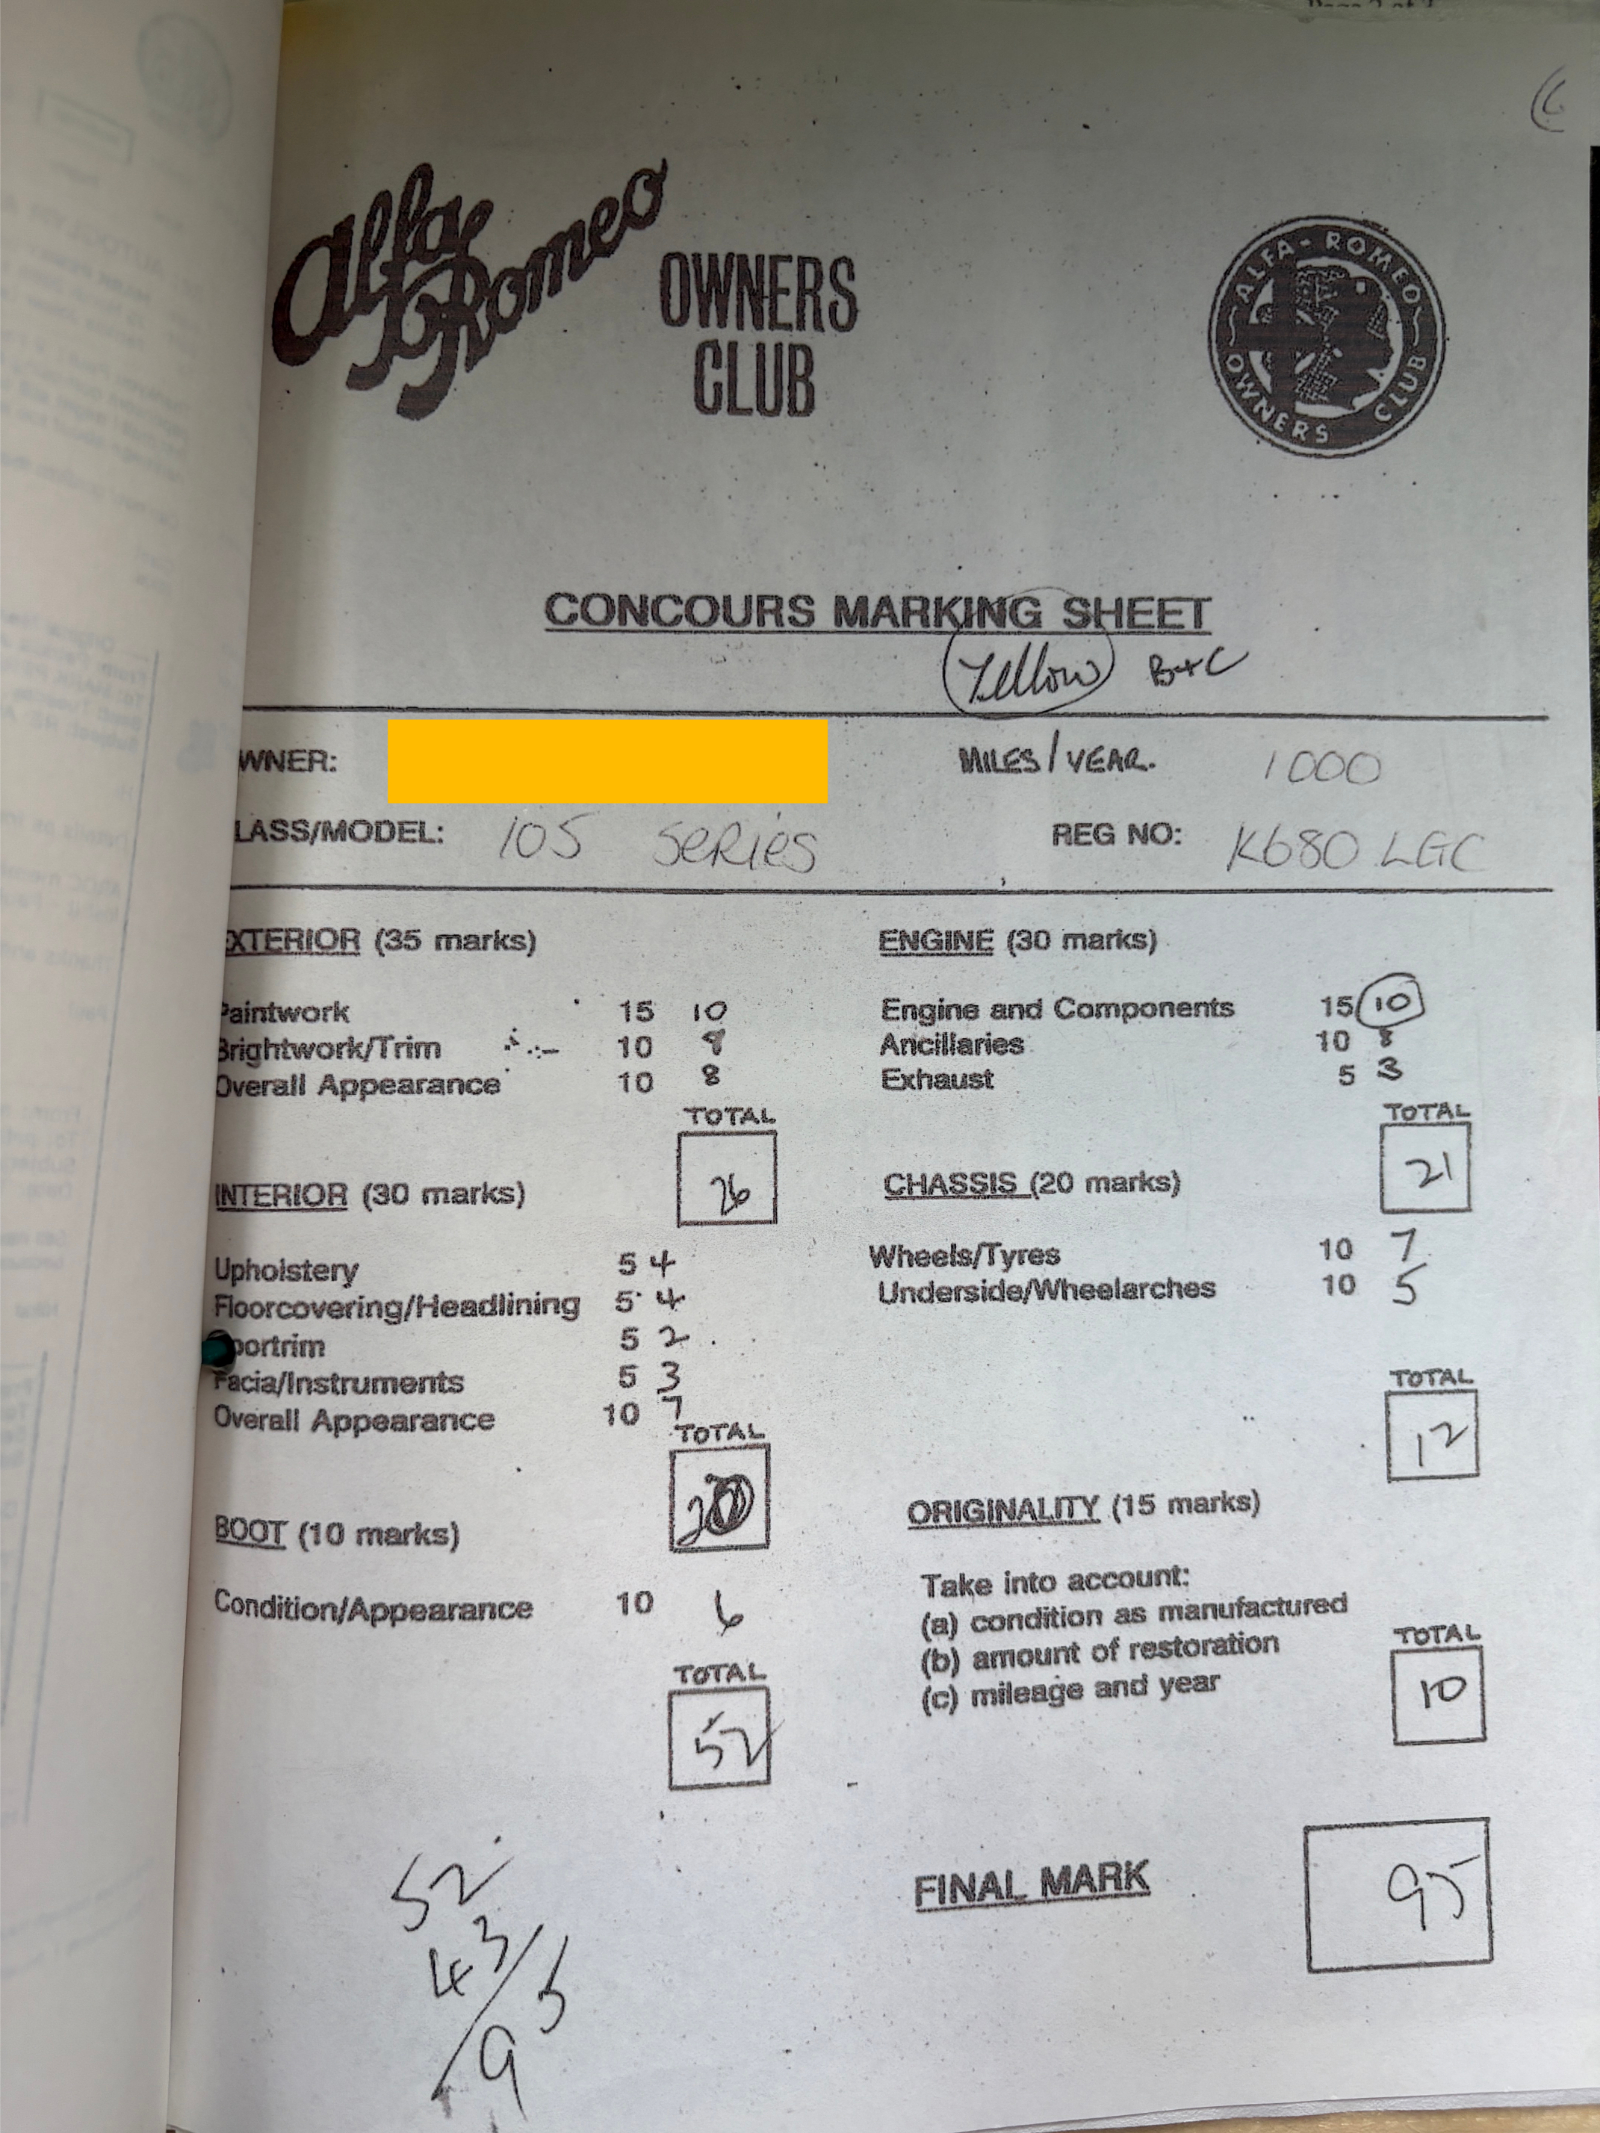 Alfa Romeo OWNERS CLUB
ALFA-ROMEO OWNERS CLUB
CONCOURS MARKING SHEET
Yellow B+C
WNER: MILES/YEAR. 1000
LASS/MODEL: 105 SERIES REG NO: K680 LGC
EXTERIOR (35 marks)
Paintwork 15 10
Brightwork/Trim 10 8
Overall Appearance 10 8
TOTAL
26
INTERIOR (30 marks)
Upholstery 5 4
Floorcovering/Headlining 5 4
oortrim 5 2
Facia/Instruments 5 3
Overall Appearance 10 7
TOTAL
20
BOOT (10 marks)
Condition/Appearance 10 6
TOTAL
52
52
43
95
ENGINE (30 marks)
Engine and Components 15 10
Ancillaries 10 8
Exhaust 5 3
TOTAL
21
CHASSIS (20 marks)
Wheels/Tyres 10 7
Underside/Wheelarches 10 5
TOTAL
12
ORIGINALITY (15 marks)
Take into account:
(a) condition as manufactured
(b) amount of restoration
(c) mileage and year
TOTAL
10
FINAL MARK 95